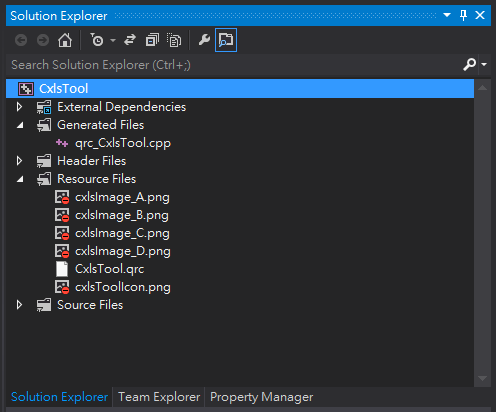 Solution Explorer
Search Solution Explorer (Ctrl+;)
CxlsTool
External Dependencies
Generated Files
qrc_CxlsTool.cpp
Header Files
Resource Files
cxlsImage_A.png
cxlsImage_B.png
cxlsImage_C.png
cxlsImage_D.png
CxlsTool.qrc
cxlsToolIcon.png
Source Files
Solution Explorer Team Explorer Property Manager